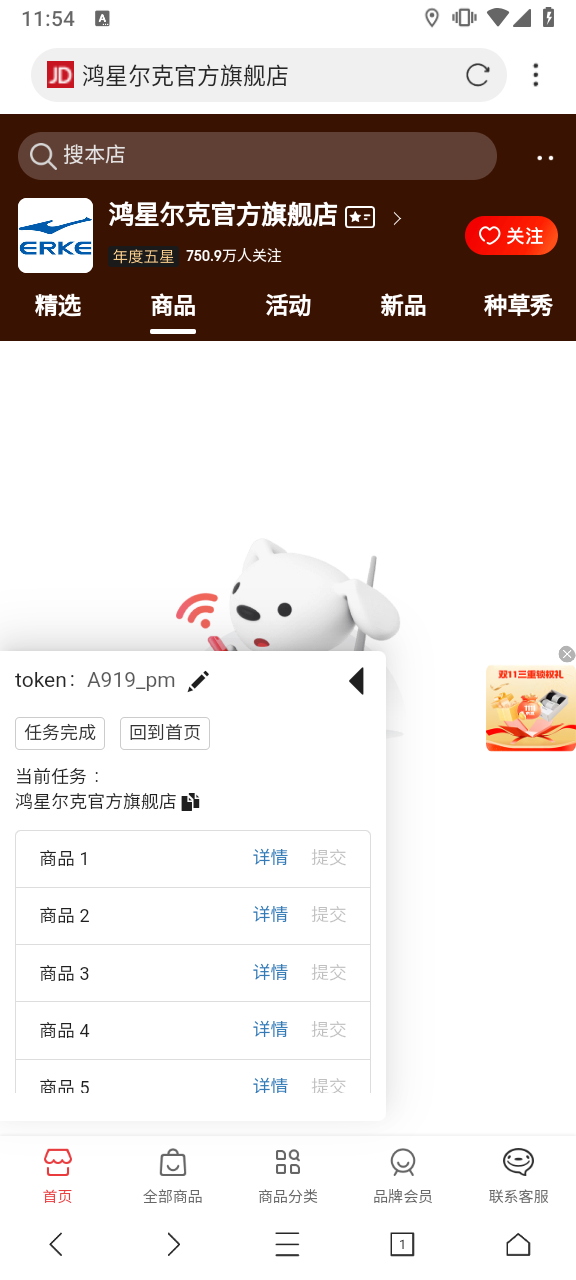 11:54
A
JD 鸿星尔克官方旗舰店
搜本店
ERKE
鸿星尔克官方旗舰店
年度五星 750.9万人关注
关注
精选 商品 活动 新品 种草秀
双11三重锁权礼
token： A919_pm
任务完成 回到首页
当前任务：
鸿星尔克官方旗舰店
商品 1 详情 提交
商品 2 详情 提交
商品 3 详情 提交
商品 4 详情 提交
商品 5 详情 提交
首页 全部商品 商品分类 品牌会员 联系客服
1